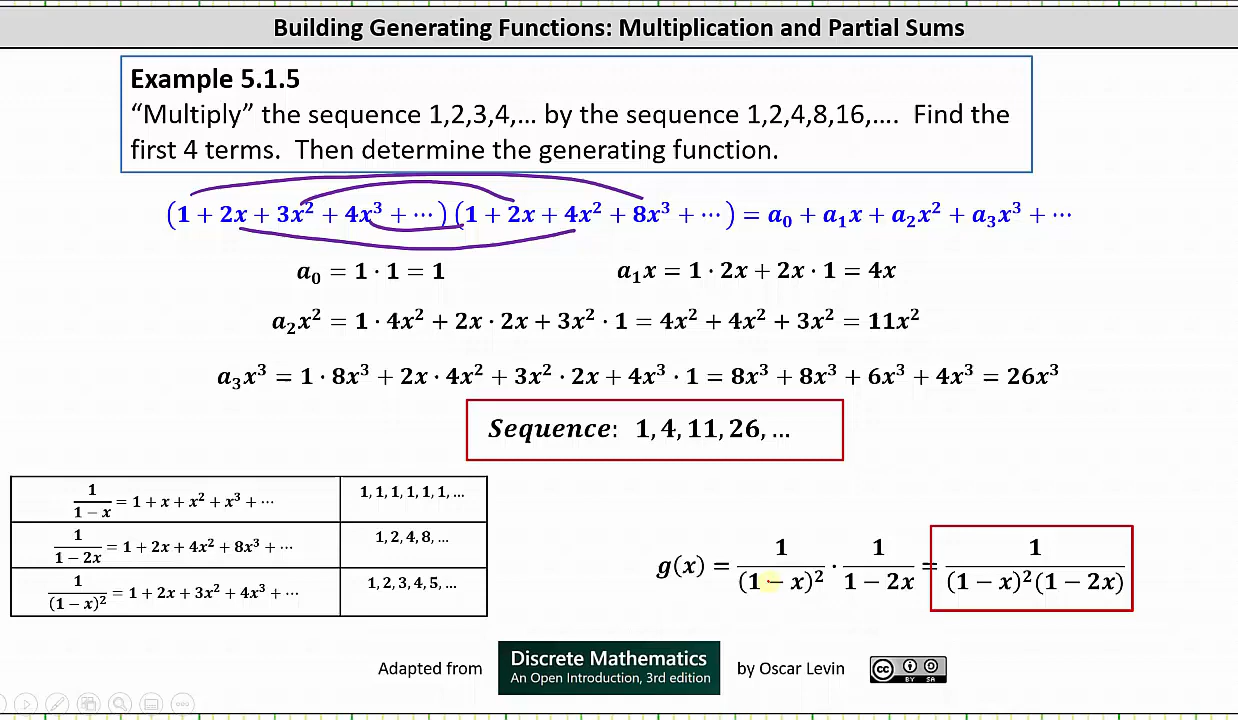 Building Generating Functions: Multiplication and Partial Sums
Example 5.1.5
“Multiply” the sequence 1,2,3,4,… by the sequence 1,2,4,8,16,….  Find the
first 4 terms.  Then determine the generating function.
(1 + 2x + 3x² + 4x³ + ⋯)(1 + 2x + 4x² + 8x³ + ⋯) = a₀ + a₁x + a₂x² + a₃x³ + ⋯
a₀ = 1 · 1 = 1
a₁x = 1 · 2x + 2x · 1 = 4x
a₂x² = 1 · 4x² + 2x · 2x + 3x² · 1 = 4x² + 4x² + 3x² = 11x²
a₃x³ = 1 · 8x³ + 2x · 4x² + 3x² · 2x + 4x³ · 1 = 8x³ + 8x³ + 6x³ + 4x³ = 26x³
Sequence: 1, 4, 11, 26, …
1/(1 − x) = 1 + x + x² + x³ + ⋯
1, 1, 1, 1, 1, 1, …
1/(1 − 2x) = 1 + 2x + 4x² + 8x³ + ⋯
1, 2, 4, 8, …
1/(1 − x)² = 1 + 2x + 3x² + 4x³ + ⋯
1, 2, 3, 4, 5, …
g(x) = 1/(1 − x)² · 1/(1 − 2x) = 1/((1 − x)²(1 − 2x))
Adapted from
Discrete Mathematics
An Open Introduction, 3rd edition
by Oscar Levin
CC BY SA